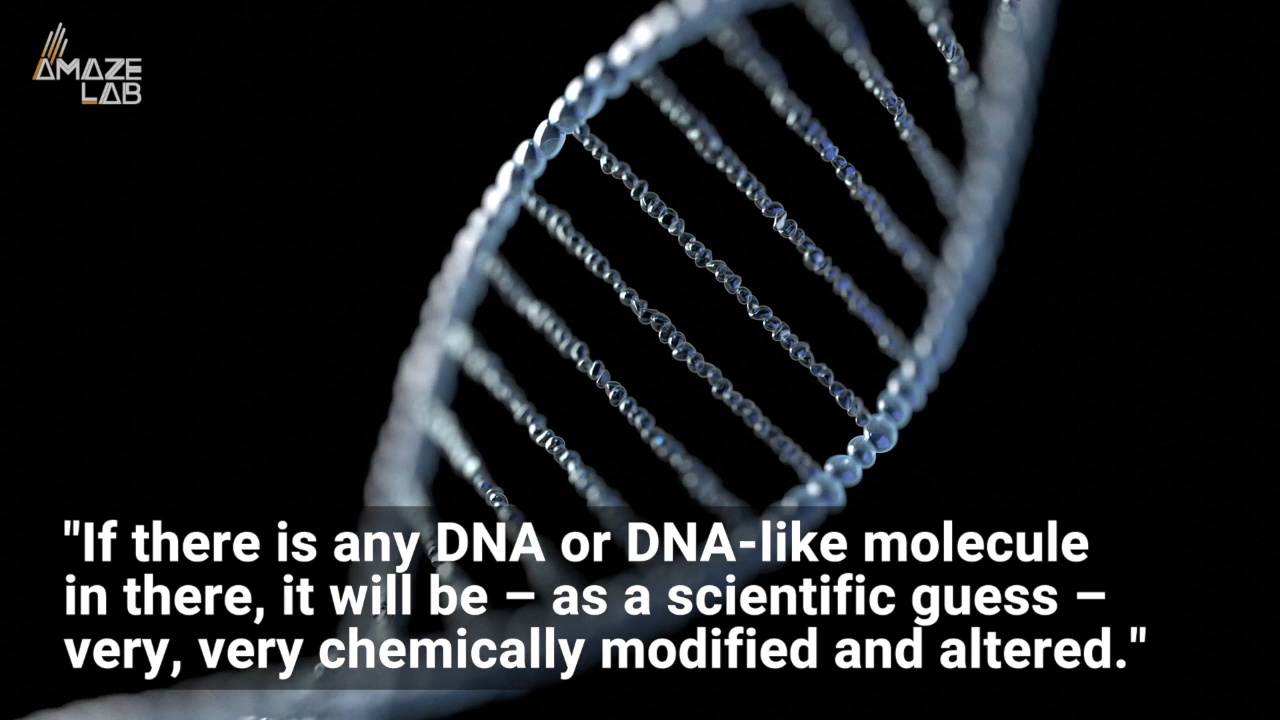 AMAZE
LAB
"If there is any DNA or DNA-like molecule
in there, it will be – as a scientific guess –
very, very chemically modified and altered."